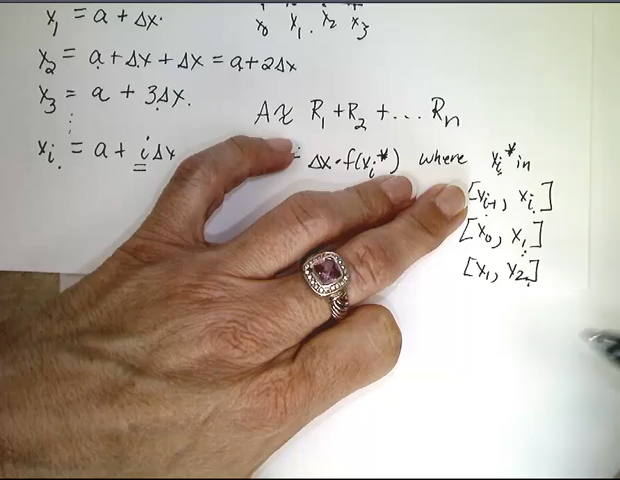 x₁ = a + Δx.
x₀ x₁. x₂ x₃
x₂ = a + Δx + Δx = a + 2Δx
x₃ = a + 3Δx.
A ≈ R₁ + R₂ + ... Rₙ
⋮
xᵢ. = a + iΔx
= Δx · f(xᵢ*) where xᵢ* in
[xᵢ₋₁, xᵢ]
[x₀, x₁]
[x₁, x₂]